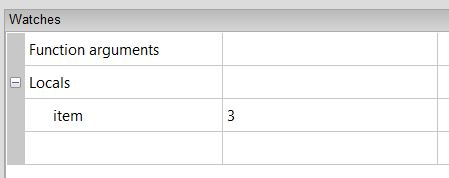 Watches
Function arguments
Locals
item 3